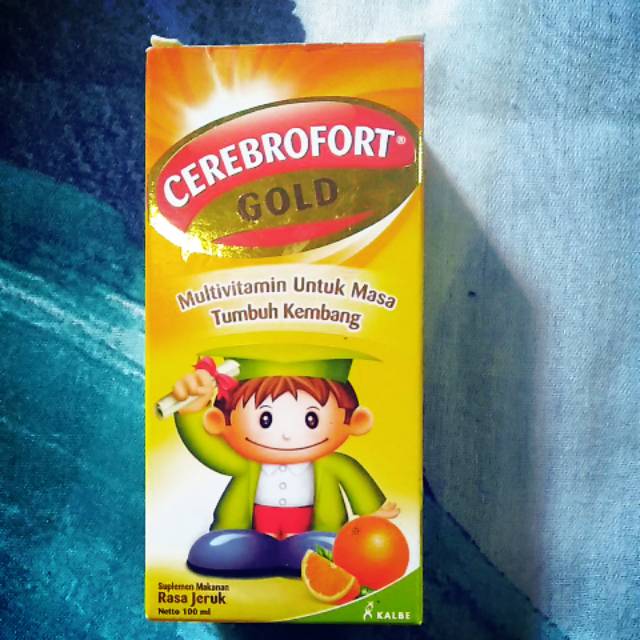 CEREBROFORT®
GOLD
Multivitamin Untuk Masa
Tumbuh Kembang
Suplemen Makanan
Rasa Jeruk
Netto 100 ml
KALBE